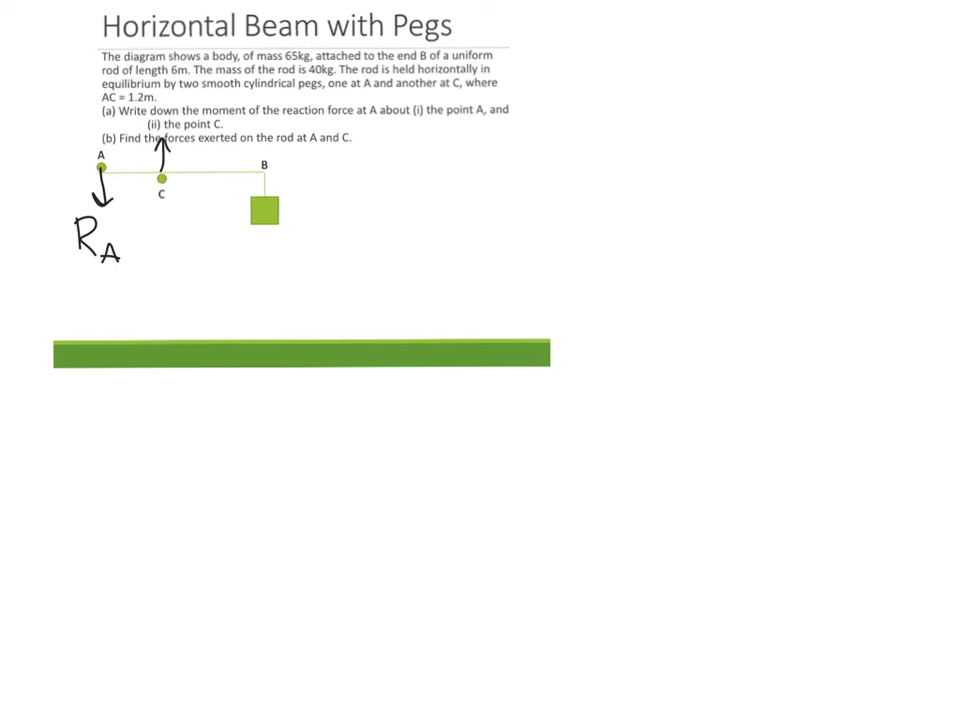 Horizontal Beam with Pegs
The diagram shows a body, of mass 65kg, attached to the end B of a uniform
rod of length 6m. The mass of the rod is 40kg. The rod is held horizontally in
equilibrium by two smooth cylindrical pegs, one at A and another at C, where
AC = 1.2m.
(a) Write down the moment of the reaction force at A about (i) the point A, and
(ii) the point C.
(b) Find the forces exerted on the rod at A and C.
A
B
C
RA